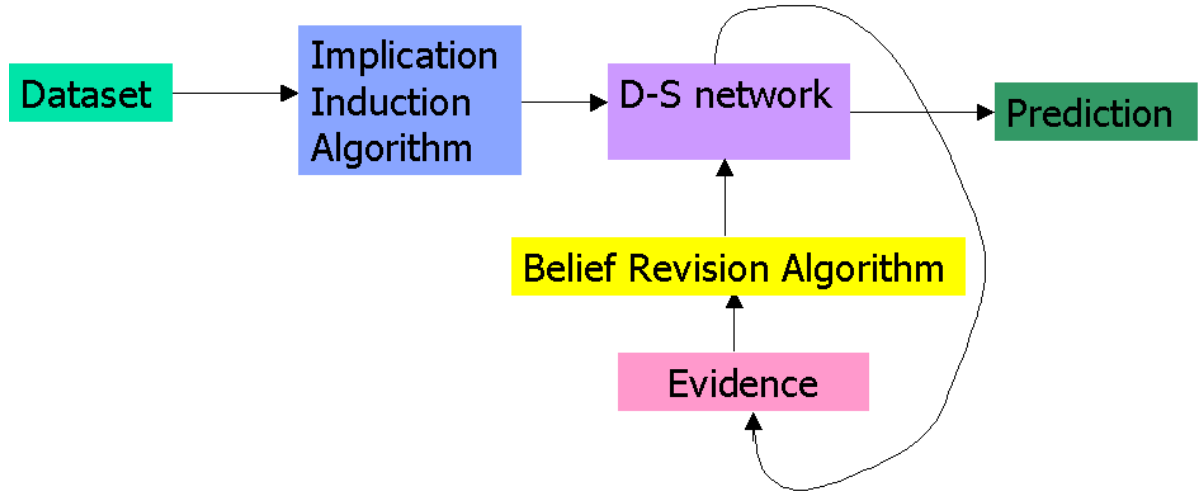 Dataset
Implication
Induction
Algorithm
D-S network
Prediction
Belief Revision Algorithm
Evidence